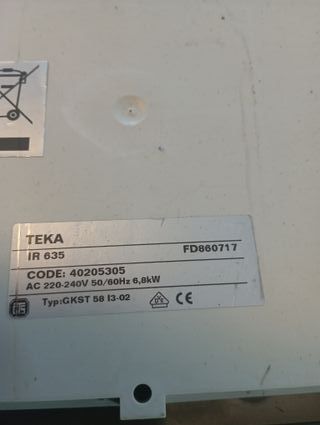 TEKA
IR 635 FD860717
CODE: 40205305
AC 220-240V 50/60Hz 6,8kW
Typ:GKST 58 I3-02 CE